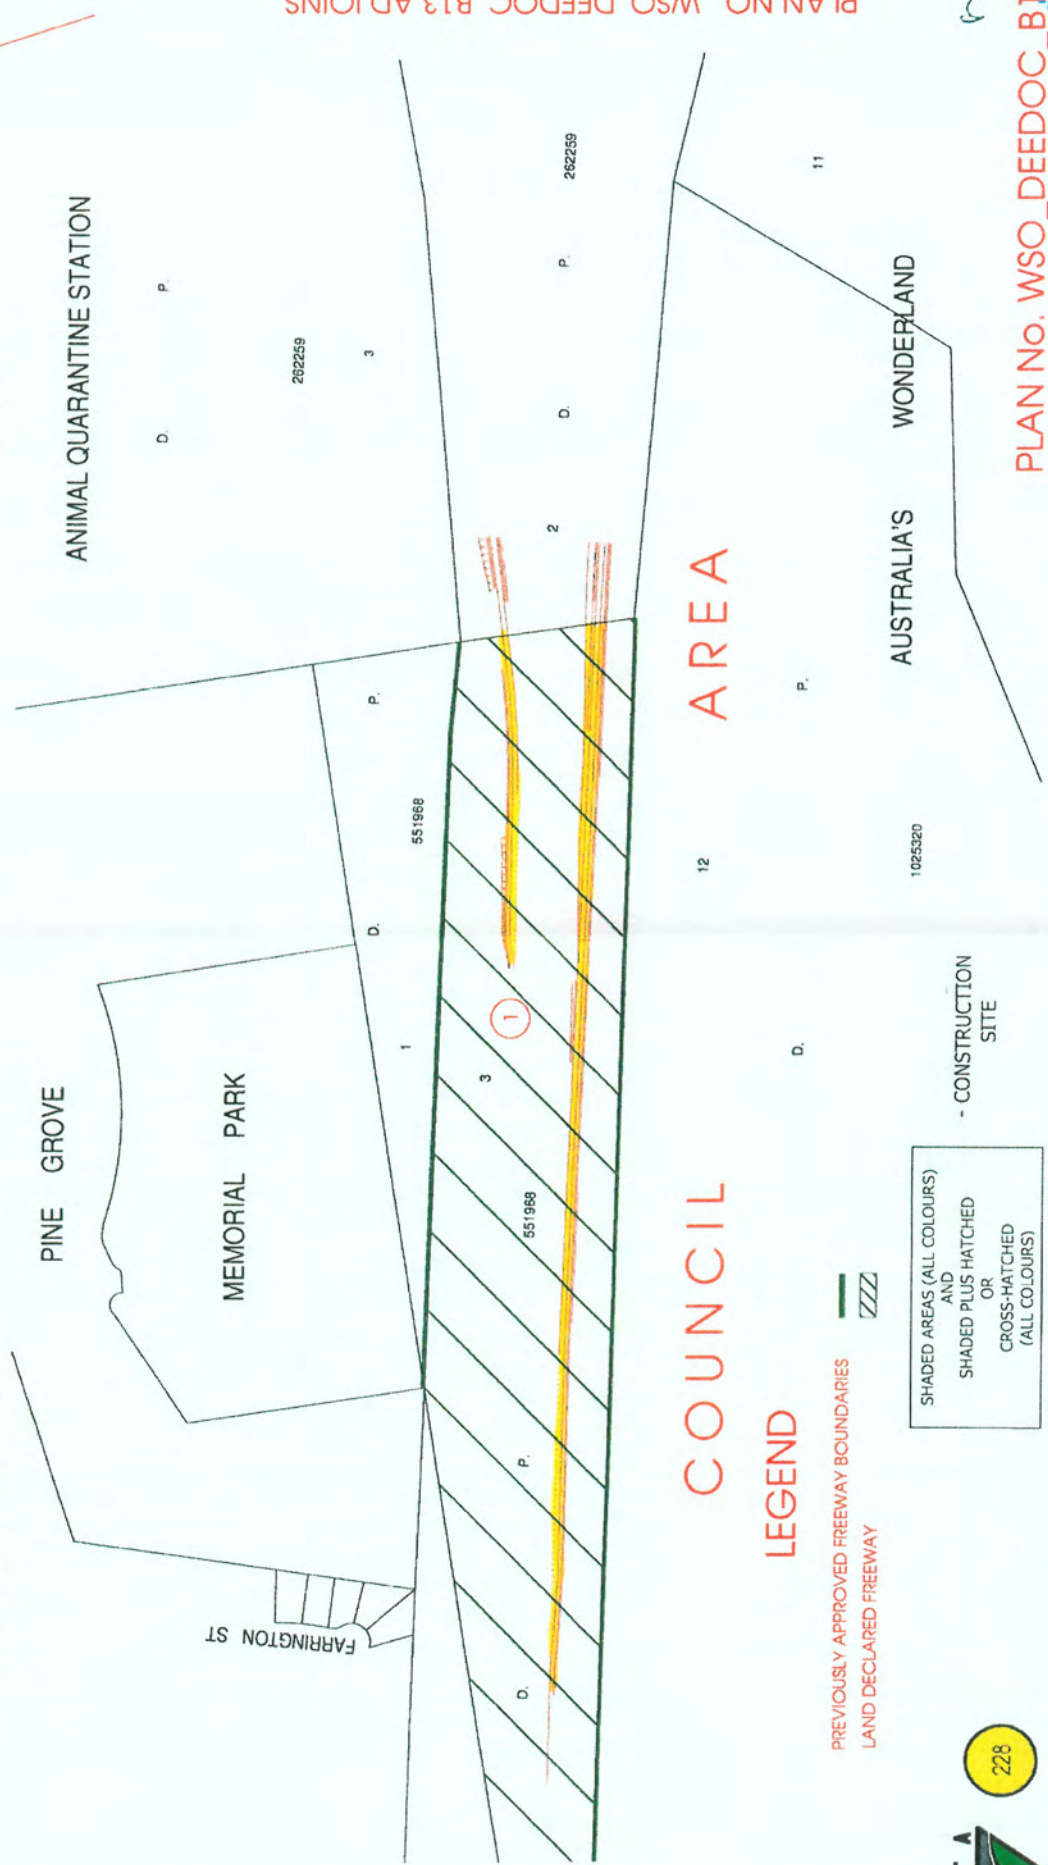 PLAN NO. WSO_DEEDOC_B13 ADJOINS
ANIMAL QUARANTINE STATION
D. P.
262259
3
PINE GROVE
MEMORIAL PARK
FARRINGTON ST
D. P.
551968
1
2
D. P.
262259
1
3
551968
D. P.
COUNCIL AREA
12
D. P.
1025320
11
AUSTRALIA'S WONDERLAND
LEGEND
PREVIOUSLY APPROVED FREEWAY BOUNDARIES
LAND DECLARED FREEWAY
SHADED AREAS (ALL COLOURS)
AND
SHADED PLUS HATCHED
OR
CROSS-HATCHED
(ALL COLOURS)
- CONSTRUCTION
SITE
228
PLAN No. WSO_DEEDOC_B1